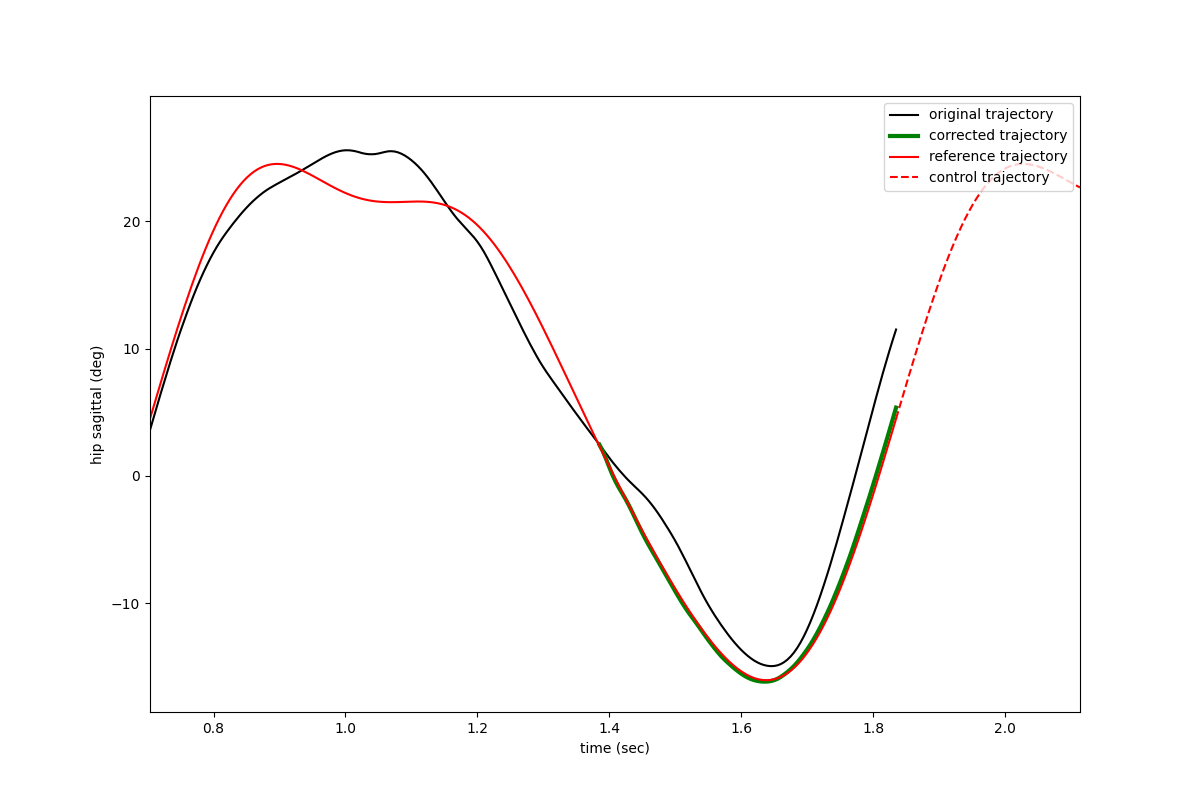 original trajectory
corrected trajectory
reference trajectory
control trajectory
20
10
0
−10
hip sagittal (deg)
0.8 1.0 1.2 1.4 1.6 1.8 2.0
time (sec)